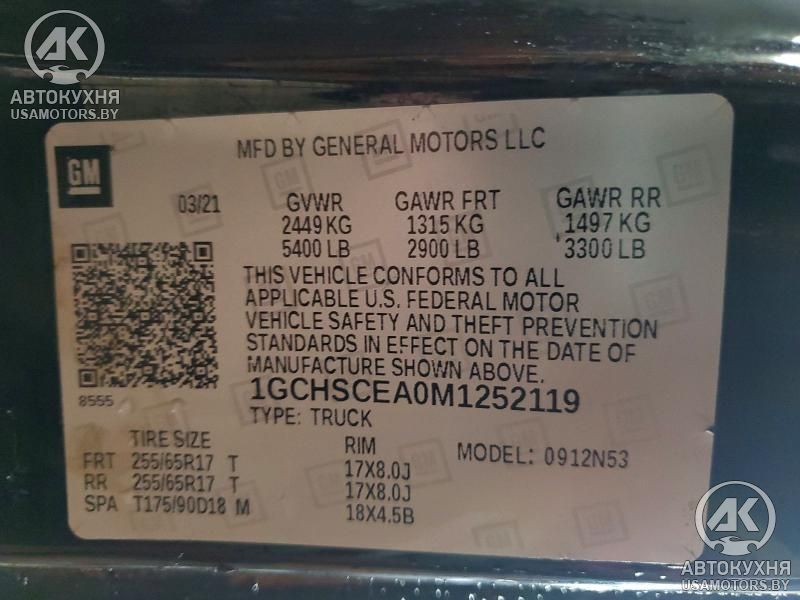 АК
АВТОКУХНЯ
USAMOTORS.BY
GM
MFD BY GENERAL MOTORS LLC
03/21 GVWR GAWR FRT GAWR RR
2449 KG 1315 KG 1497 KG
5400 LB 2900 LB 3300 LB
THIS VEHICLE CONFORMS TO ALL
APPLICABLE U.S. FEDERAL MOTOR
VEHICLE SAFETY AND THEFT PREVENTION
STANDARDS IN EFFECT ON THE DATE OF
MANUFACTURE SHOWN ABOVE.
8555
1GCHSCEA0M1252119
TYPE: TRUCK
TIRE SIZE RIM MODEL: 0912N53
FRT 255/65R17 T 17X8.0J
RR 255/65R17 T 17X8.0J
SPA T175/90D18 M 18X4.5B
АК
АВТОКУХНЯ
USAMOTORS.BY